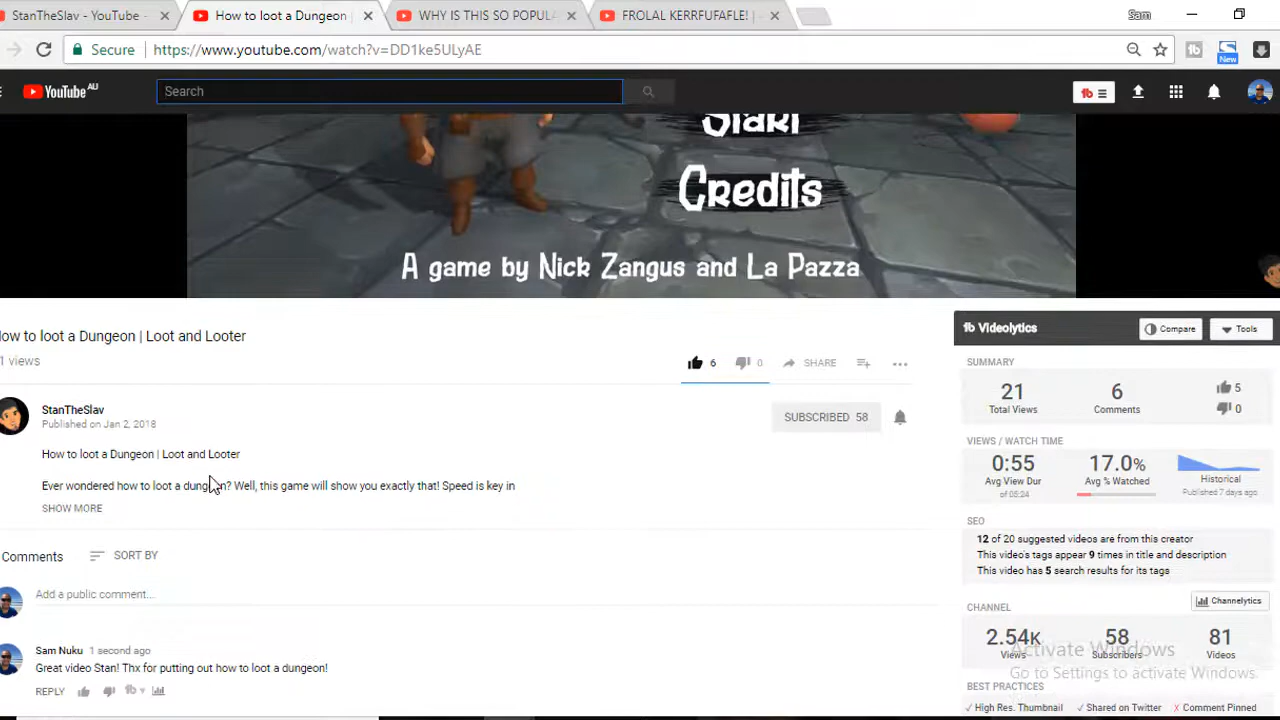 StanTheSlav - YouTube -
How to loot a Dungeon |
WHY IS THIS SO POPUL
FROLAL KERRFUFAFLE! |
Sam
Secure
https://www.youtube.com/watch?v=DD1ke5ULyAE
New
YouTube AU
Search
Start
Credits
A game by Nick Zangus and La Pazza
ow to loot a Dungeon | Loot and Looter
1 views
6
0
SHARE
StanTheSlav
Published on Jan 2, 2018
SUBSCRIBED 58
How to loot a Dungeon | Loot and Looter
Ever wondered how to loot a dungeon? Well, this game will show you exactly that! Speed is key in
SHOW MORE
Comments
SORT BY
Add a public comment...
Sam Nuku 1 second ago
Great video Stan! Thx for putting out how to loot a dungeon!
REPLY
Videolytics
Compare
Tools
SUMMARY
21
6
5
Total Views
Comments
0
VIEWS / WATCH TIME
0:55
17.0%
Avg View Dur
Avg % Watched
Historical
of 05:24
Published 7 days ago
SEO
12 of 20 suggested videos are from this creator
This video's tags appear 9 times in title and description
This video has 5 search results for its tags
CHANNEL
Channelytics
2.54K
58
81
Views
Subscribers
Videos
Activate Windows
Go to Settings to activate Windows.
BEST PRACTICES
✓ High Res. Thumbnail
✓ Shared on Twitter
✗ Comment Pinned